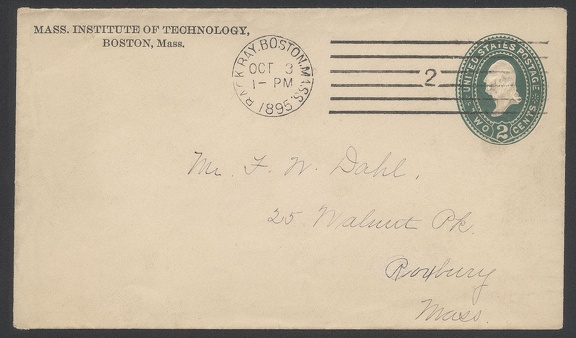 MASS. INSTITUTE OF TECHNOLOGY,
BOSTON, Mass.
BACK BAY. BOSTON. MASS.
OCT 3
1- PM
1895.
2
UNITED STATES POSTAGE
TWO 2 CENTS
Mr. F. W. Dahl,
25 Walnut Pk.
Roxbury
Mass.